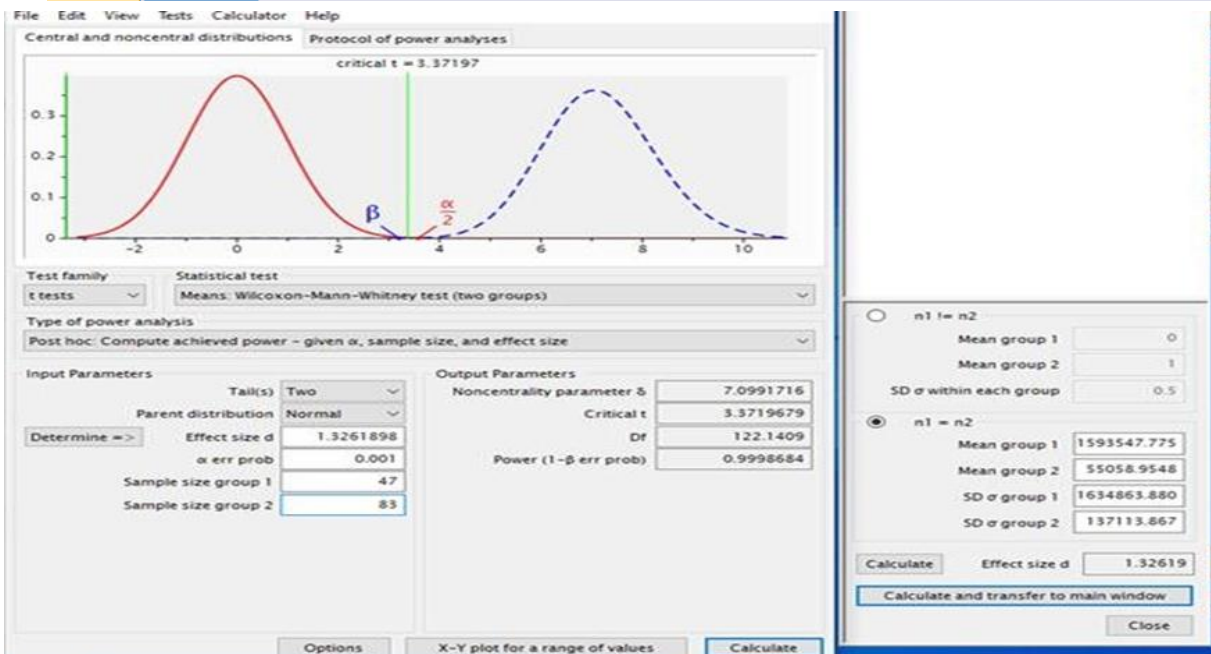 File Edit View Tests Calculator Help
Central and noncentral distributions Protocol of power analyses
critical t = 3.37197
0.3
0.2
0.1
0
β
α
2
-2 0 2 4 6 8 10
Test family Statistical test
t tests Means: Wilcoxon-Mann-Whitney test (two groups)
Type of power analysis
Post hoc: Compute achieved power - given α, sample size, and effect size
Input Parameters
Tail(s) Two
Parent distribution Normal
Determine => Effect size d 1.3261898
α err prob 0.001
Sample size group 1 47
Sample size group 2 83
Output Parameters
Noncentrality parameter δ 7.0991716
Critical t 3.3719679
Df 122.1409
Power (1-β err prob) 0.9998684
Options X-Y plot for a range of values Calculate
n1 != n2
Mean group 1 0
Mean group 2 1
SD σ within each group 0.5
n1 = n2
Mean group 1 1593547.775
Mean group 2 55058.9548
SD σ group 1 1634863.880
SD σ group 2 137113.867
Calculate Effect size d 1.32619
Calculate and transfer to main window
Close